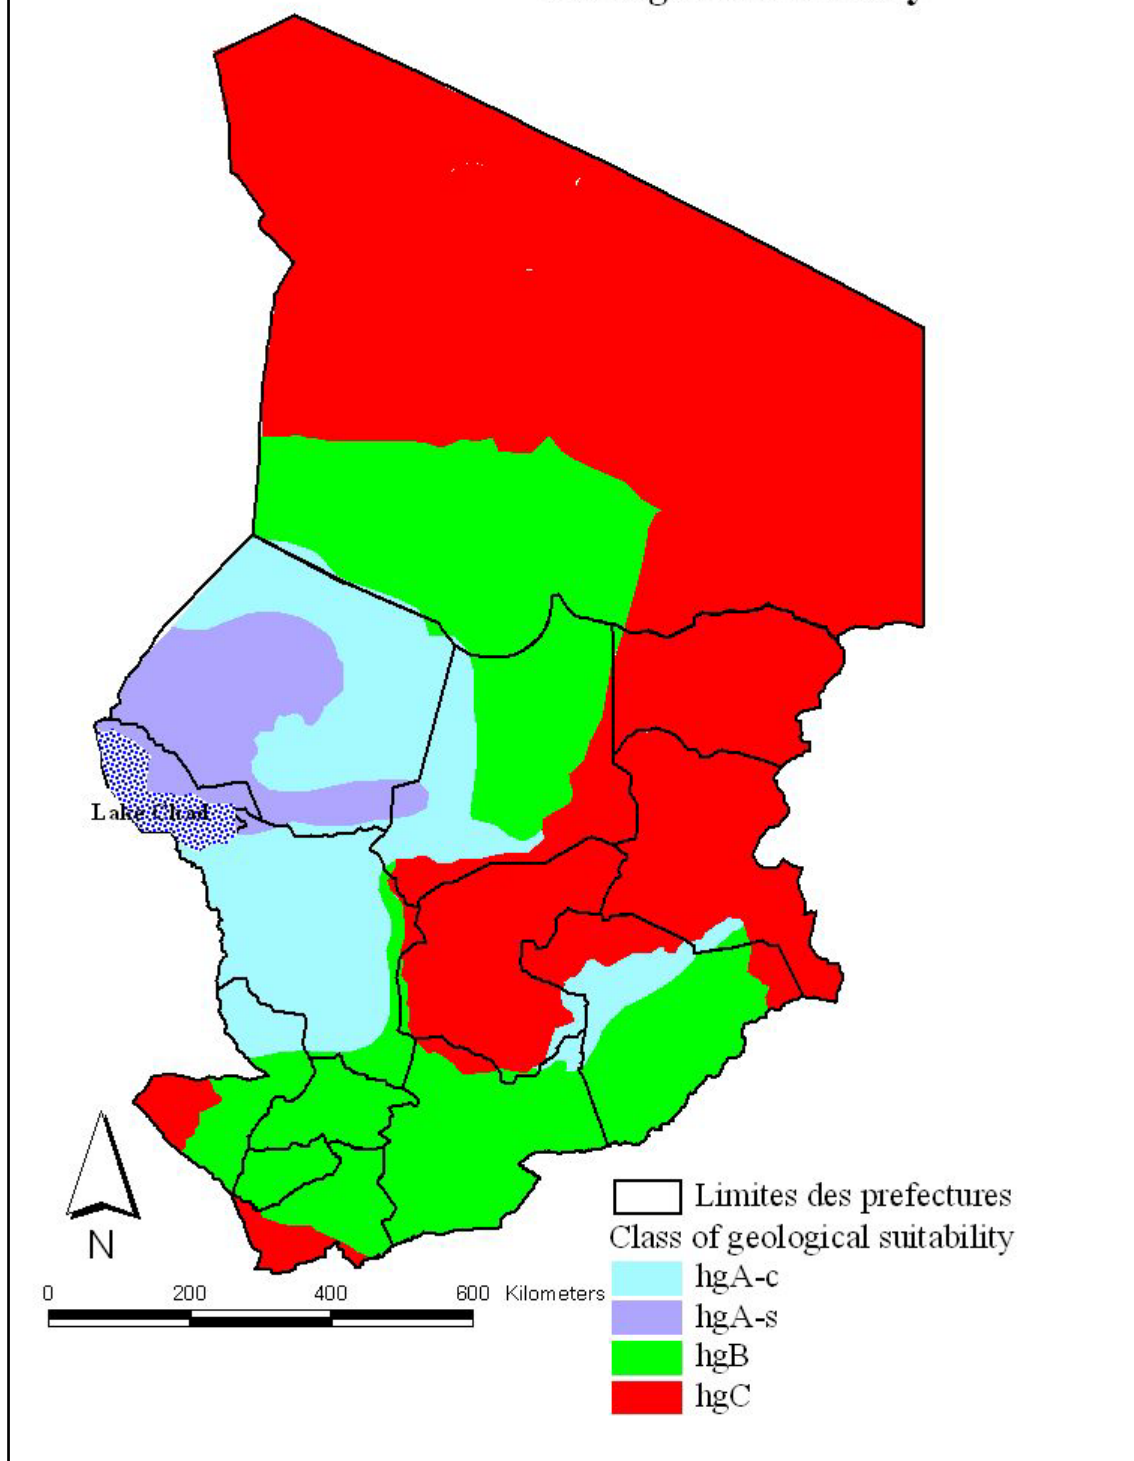 Lake Chad
N
0 200 400 600 Kilometers
Limites des prefectures
Class of geological suitability
hgA-c
hgA-s
hgB
hgC